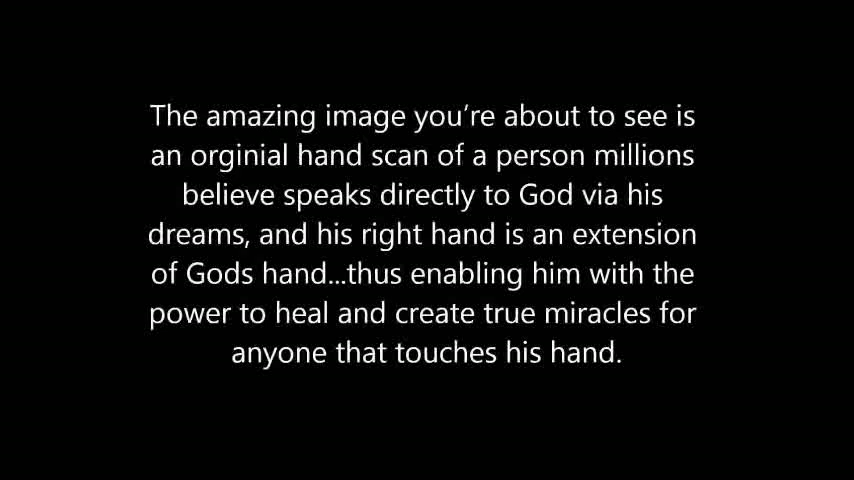 The amazing image you’re about to see is
an orginial hand scan of a person millions
believe speaks directly to God via his
dreams, and his right hand is an extension
of Gods hand...thus enabling him with the
power to heal and create true miracles for
anyone that touches his hand.